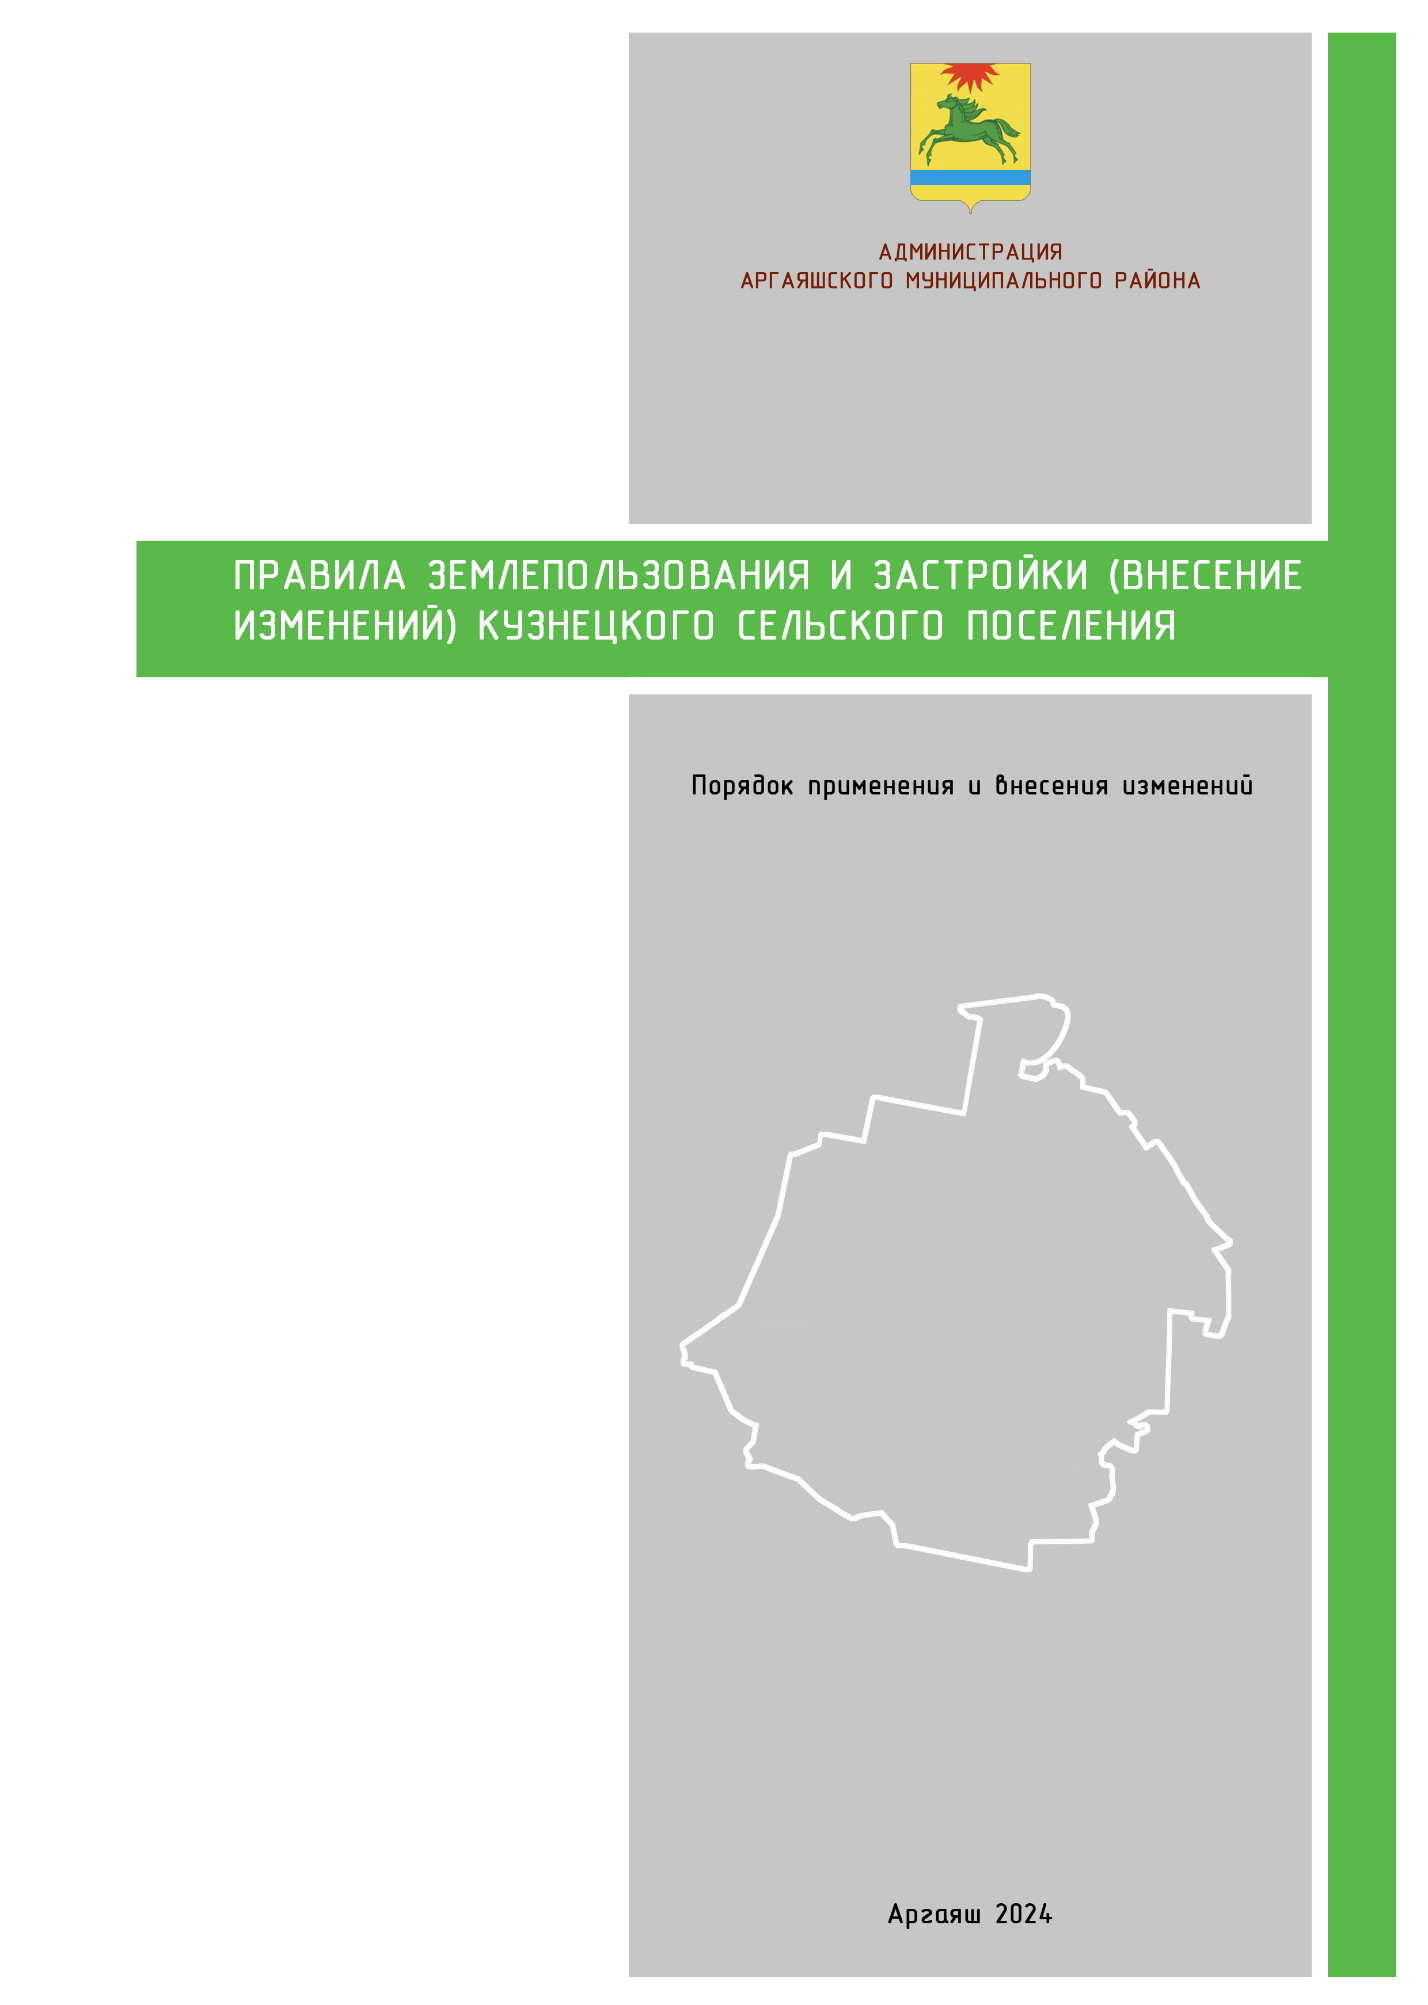 АДМИНИСТРАЦИЯ
АРГАЯШСКОГО МУНИЦИПАЛЬНОГО РАЙОНА
ПРАВИЛА ЗЕМЛЕПОЛЬЗОВАНИЯ И ЗАСТРОЙКИ (ВНЕСЕНИЕ
ИЗМЕНЕНИЙ) КУЗНЕЦКОГО СЕЛЬСКОГО ПОСЕЛЕНИЯ
Порядок применения и внесения изменений
Аргаяш 2024